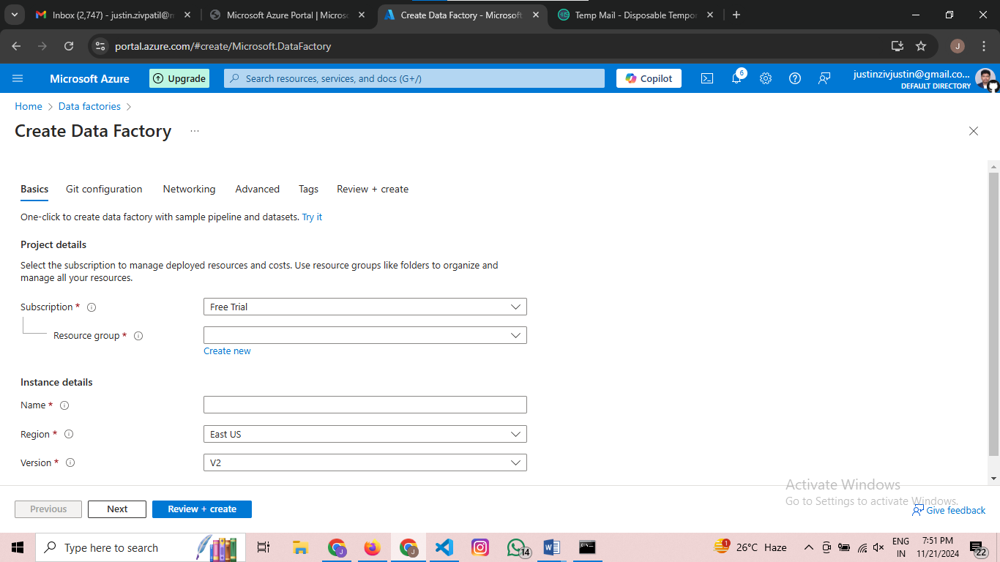 Inbox (2,747) - justin.zivpatil@m
Microsoft Azure Portal | Micros
Create Data Factory - Microsoft
Temp Mail - Disposable Tempo
portal.azure.com/#create/Microsoft.DataFactory
J
Microsoft Azure
Upgrade
Search resources, services, and docs (G+/)
Copilot
6
justinzivjustin@gmail.co...
DEFAULT DIRECTORY
Home > Data factories >
Create Data Factory ...
Basics Git configuration Networking Advanced Tags Review + create
One-click to create data factory with sample pipeline and datasets. Try it
Project details
Select the subscription to manage deployed resources and costs. Use resource groups like folders to organize and
manage all your resources.
Subscription * Free Trial
Resource group *
Create new
Instance details
Name *
Region * East US
Version * V2
Activate Windows
Go to Settings to activate Windows.
Previous Next Review + create
Give feedback
Type here to search
J
J
14
1
26°C Haze
ENG
IN
7:51 PM
11/21/2024
22